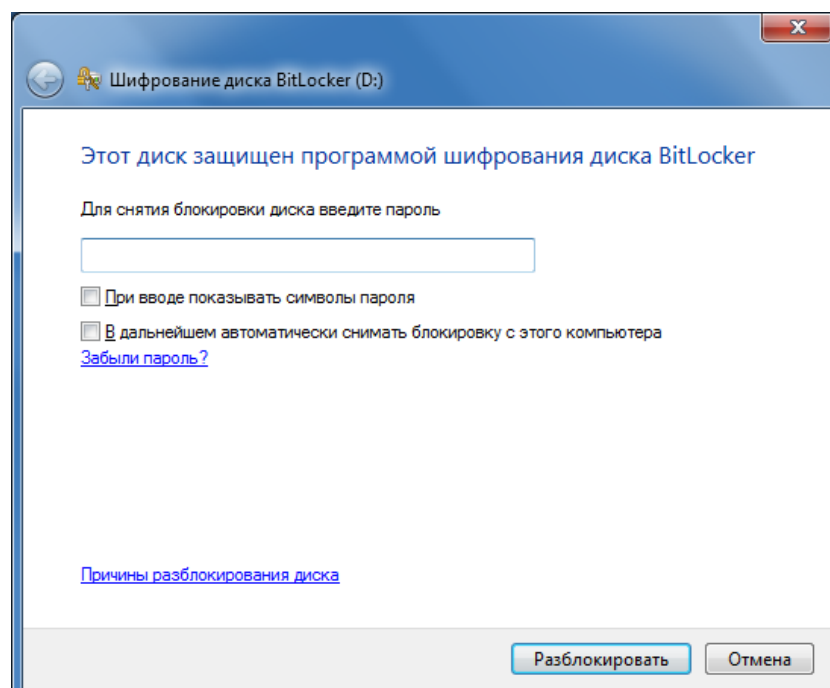 Шифрование диска BitLocker (D:)
Этот диск защищен программой шифрования диска BitLocker
Для снятия блокировки диска введите пароль
При вводе показывать символы пароля
В дальнейшем автоматически снимать блокировку с этого компьютера
Забыли пароль?
Причины разблокирования диска
Разблокировать Отмена